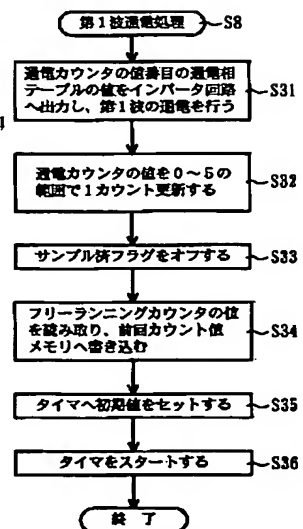 第1波通電処理
S8
通電カウンタの値番目の通電相
テーブルの値をインバータ回路
へ出力し、第1波の通電を行う
S31
4
通電カウンタの値を0~5の
範囲で1カウント更新する
S32
サンプル済フラグをオフする
S33
フリーランニングカウンタの値
を読み取り、前回カウント値
メモリへ書き込む
S34
タイマへ初期値をセットする
S35
タイマをスタートする
S36
終了